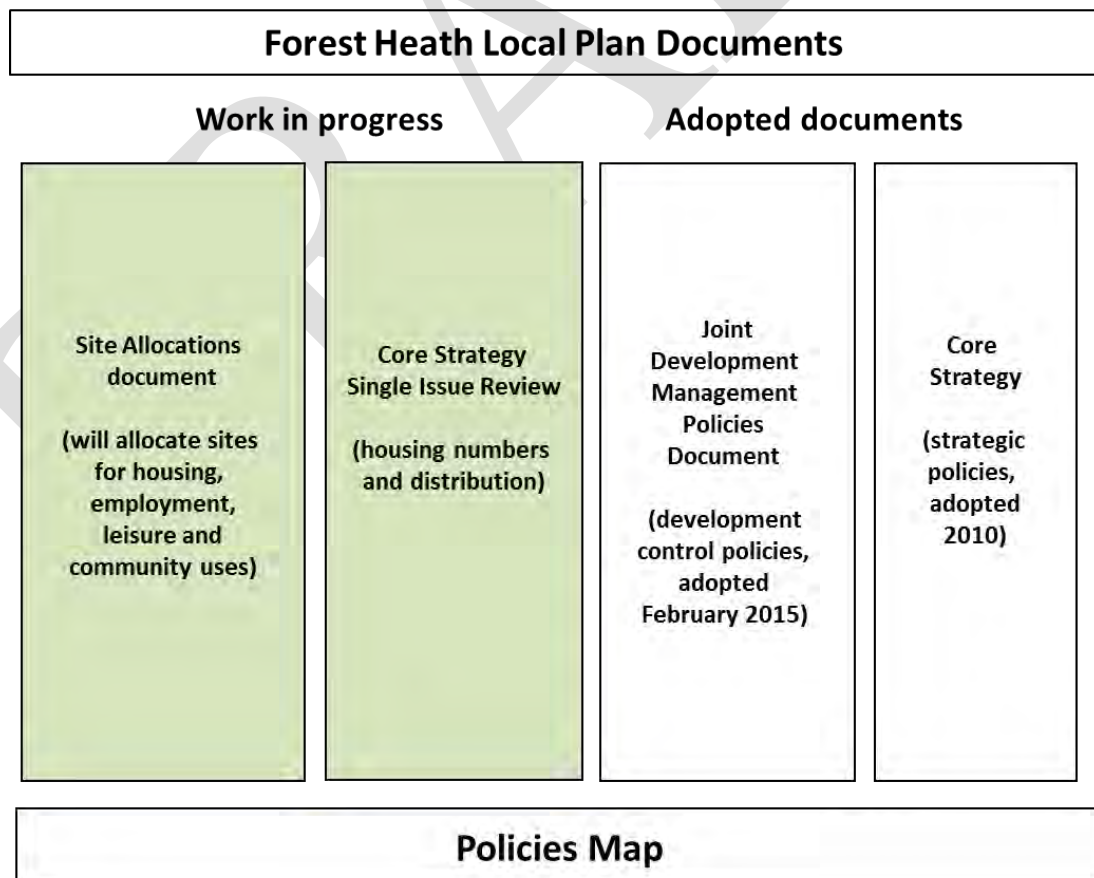 Forest Heath Local Plan Documents
Work in progress
Adopted documents
Site Allocations
document
(will allocate sites
for housing,
employment,
leisure and
community uses)
Core Strategy
Single Issue Review
(housing numbers
and distribution)
Joint
Development
Management
Policies
Document
(development
control policies,
adopted
February 2015)
Core
Strategy
(strategic
policies,
adopted
2010)
Policies Map